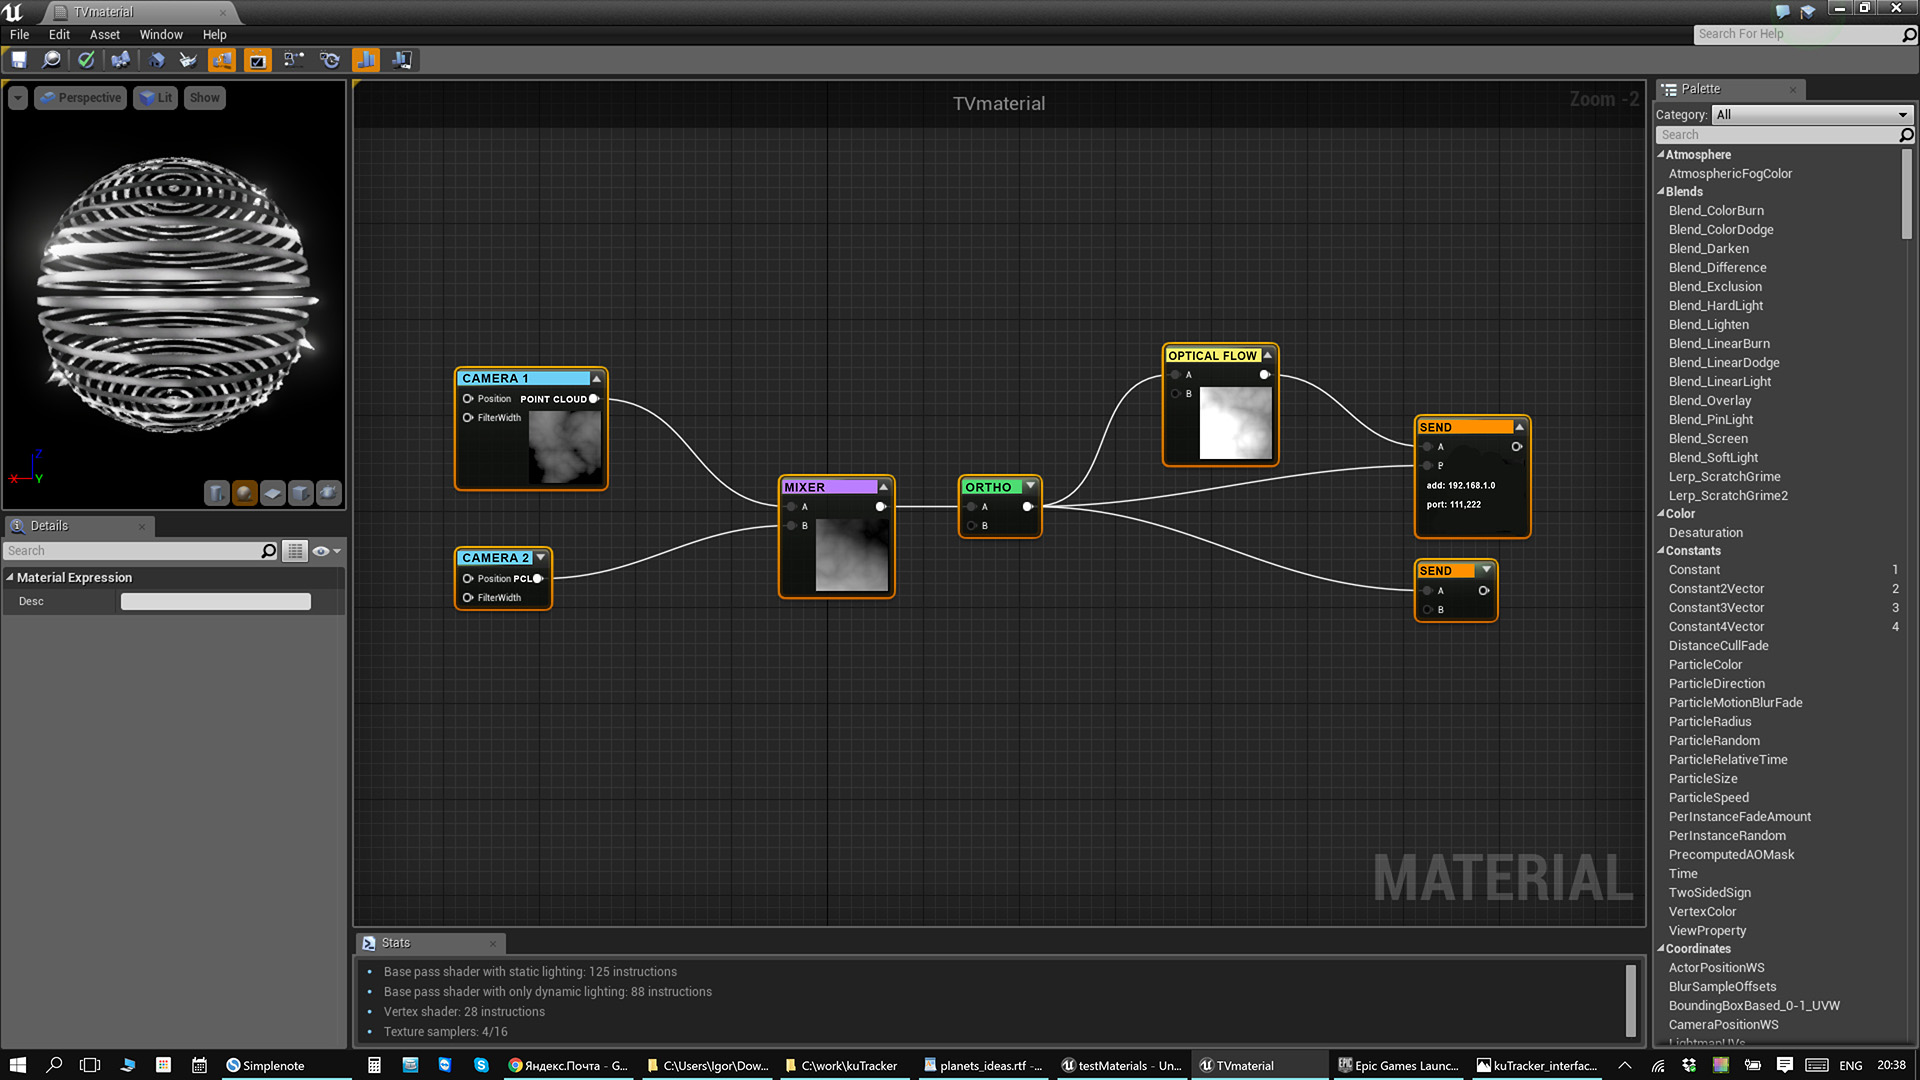 TVmaterial
File Edit Asset Window Help
Search For Help
Perspective Lit Show
TVmaterial
Zoom -2
CAMERA 1
Position POINT CLOUD
FilterWidth
CAMERA 2
Position PCL
FilterWidth
MIXER
A
B
ORTHO
A
B
OPTICAL FLOW
A
B
SEND
A
P
add: 192.168.1.0
port: 111,222
SEND
A
B
MATERIAL
Z
X
Y
Details
Search
Material Expression
Desc
Stats
Base pass shader with static lighting: 125 instructions
Base pass shader with only dynamic lighting: 88 instructions
Vertex shader: 28 instructions
Texture samplers: 4/16
Palette
Category: All
Search
Atmosphere
AtmosphericFogColor
Blends
Blend_ColorBurn
Blend_ColorDodge
Blend_Darken
Blend_Difference
Blend_Exclusion
Blend_HardLight
Blend_Lighten
Blend_LinearBurn
Blend_LinearDodge
Blend_LinearLight
Blend_Overlay
Blend_PinLight
Blend_Screen
Blend_SoftLight
Lerp_ScratchGrime
Lerp_ScratchGrime2
Color
Desaturation
Constants
Constant 1
Constant2Vector 2
Constant3Vector 3
Constant4Vector 4
DistanceCullFade
ParticleColor
ParticleDirection
ParticleMotionBlurFade
ParticleRadius
ParticleRandom
ParticleRelativeTime
ParticleSize
ParticleSpeed
PerInstanceFadeAmount
PerInstanceRandom
PrecomputedAOMask
Time
TwoSidedSign
VertexColor
ViewProperty
Coordinates
ActorPositionWS
BlurSampleOffsets
BoundingBoxBased_0-1_UVW
CameraPositionWS
LightmapUVs
Simplenote
Яндекс.Почта - G...
C:\Users\Igor\Dow...
C:\work\kuTracker
planets_ideas.rtf -...
testMaterials - Un...
TVmaterial
Epic Games Launc...
kuTracker_interfac...
ENG 20:38